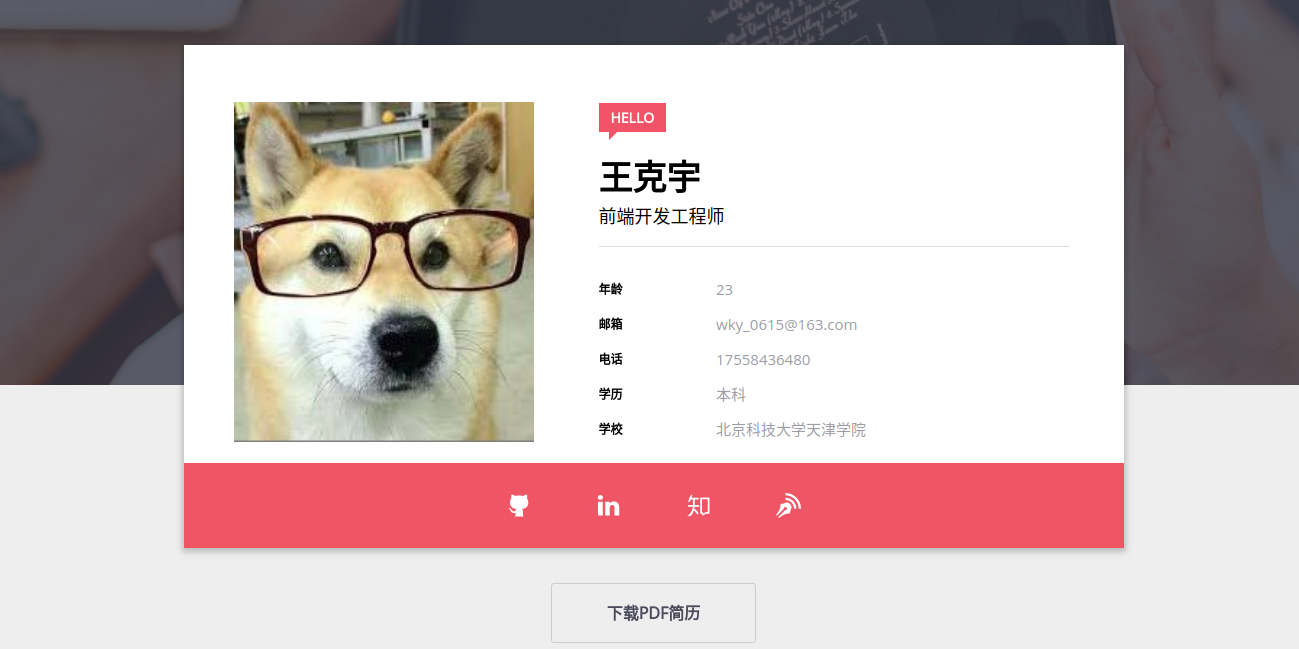 HELLO
王克宇
前端开发工程师
年龄 23
邮箱 wky_0615@163.com
电话 17558436480
学历 本科
学校 北京科技大学天津学院
in
知
下载PDF简历